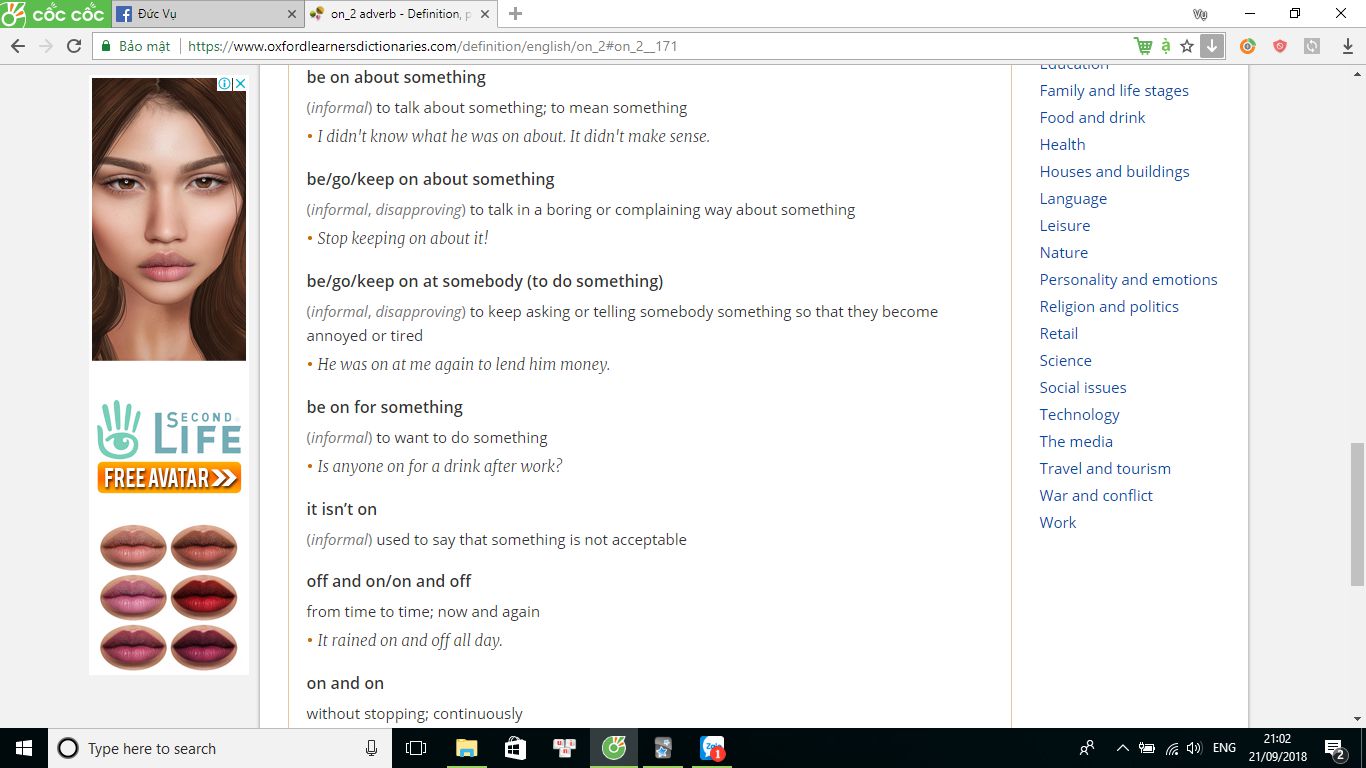 cốc cốc
Đức Vụ
on_2 adverb - Definition, p
Vụ
Bảo mật
https://www.oxfordlearnersdictionaries.com/definition/english/on_2#on_2__171
be on about something
(informal) to talk about something; to mean something
• I didn't know what he was on about. It didn't make sense.
be/go/keep on about something
(informal, disapproving) to talk in a boring or complaining way about something
• Stop keeping on about it!
be/go/keep on at somebody (to do something)
(informal, disapproving) to keep asking or telling somebody something so that they become
annoyed or tired
• He was on at me again to lend him money.
be on for something
(informal) to want to do something
• Is anyone on for a drink after work?
it isn’t on
(informal) used to say that something is not acceptable
off and on/on and off
from time to time; now and again
• It rained on and off all day.
on and on
without stopping; continuously
Education
Family and life stages
Food and drink
Health
Houses and buildings
Language
Leisure
Nature
Personality and emotions
Religion and politics
Retail
Science
Social issues
Technology
The media
Travel and tourism
War and conflict
Work
SECOND
LIFE
FREE AVATAR >>
Type here to search
Zalo
1
ENG
21:02
21/09/2018
2